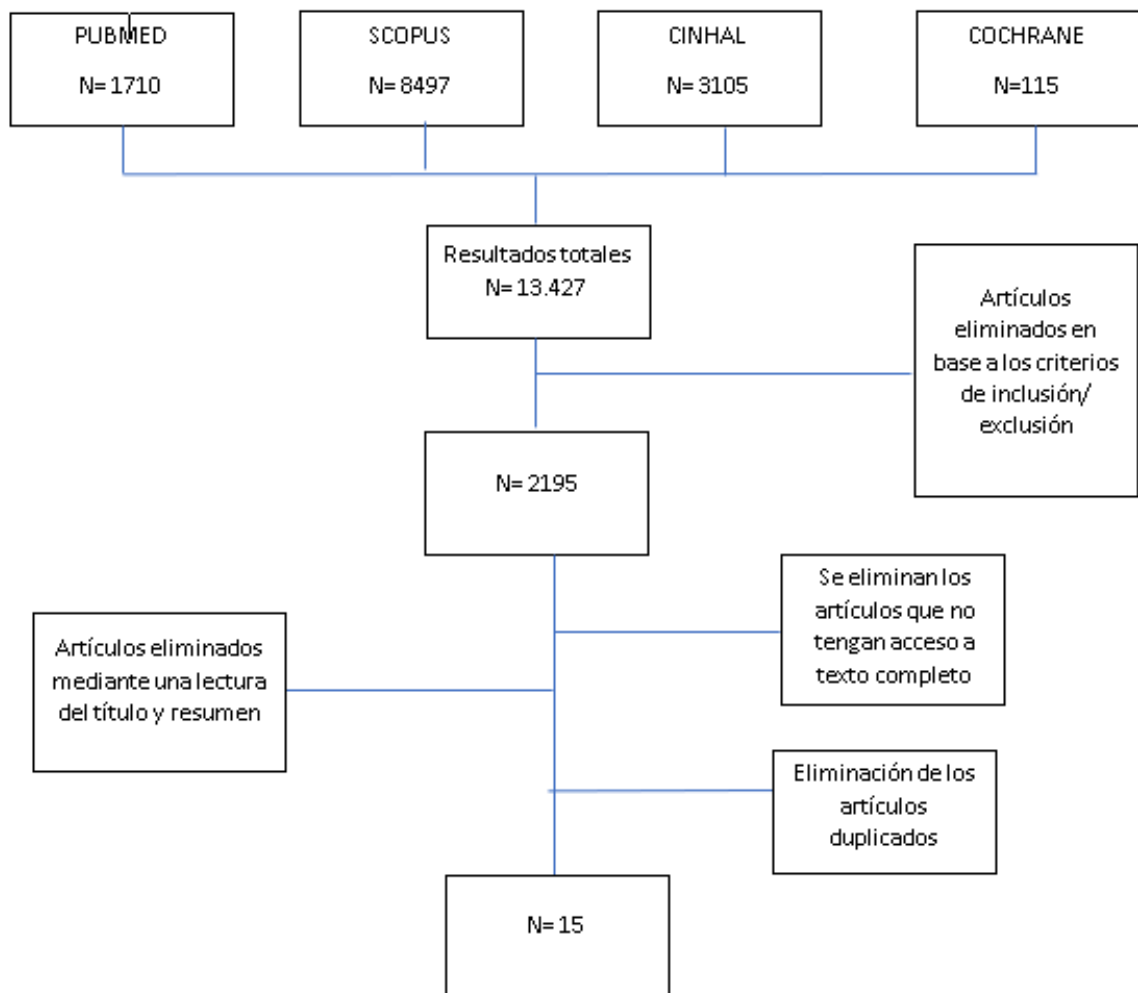 PUBMED
N= 1710
SCOPUS
N= 8497
CINHAL
N= 3105
COCHRANE
N=115
Resultados totales
N= 13.427
Artículos
eliminados en
base a los criterios
de inclusión/
exclusión
N= 2195
Se eliminan los
artículos que no
tengan acceso a
texto completo
Artículos eliminados
mediante una lectura
del título y resumen
Eliminación de los
artículos
duplicados
N= 15